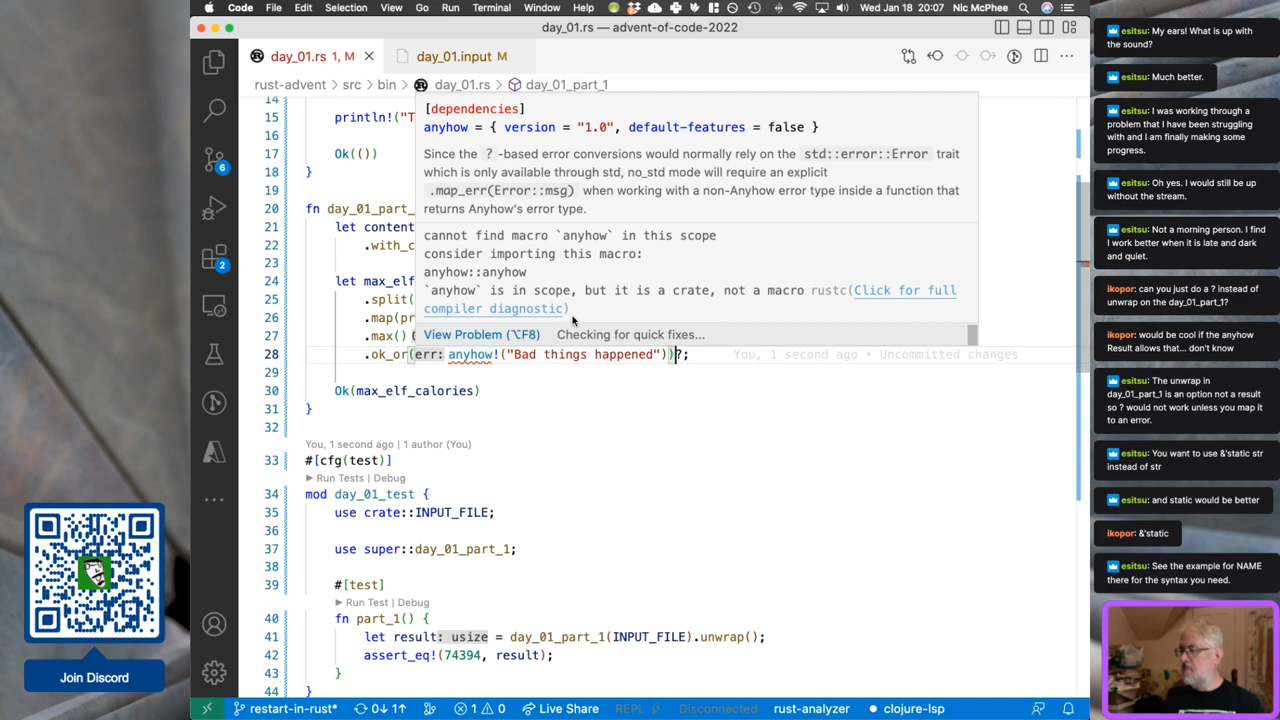 Code File Edit Selection View Go Run Terminal Window Help
Wed Jan 18 20:07 Nic McPhee
day_01.rs — advent-of-code-2022
day_01.rs 1, M
day_01.input M
rust-advent > src > bin > day_01.rs > day_01_part_1
14
15 println!("T
16
17 Ok(())
18 }
19
20 fn day_01_part_
21 let content
22 .with_c
23
24 let max_elf
25 .split(
26 .map(pr
27 .max()
28 .ok_or(err: anyhow!("Bad things happened"))?; You, 1 second ago • Uncommitted changes
29
30 Ok(max_elf_calories)
31 }
32
[dependencies]
anyhow = { version = "1.0", default-features = false }
Since the ? -based error conversions would normally rely on the std::error::Error trait
which is only available through std, no_std mode will require an explicit
.map_err(Error::msg) when working with a non-Anyhow error type inside a function that
returns Anyhow's error type.
cannot find macro `anyhow` in this scope
consider importing this macro:
anyhow::anyhow
`anyhow` is in scope, but it is a crate, not a macro rustc(Click for full
compiler diagnostic)
View Problem (⌥F8) Checking for quick fixes...
You, 1 second ago | 1 author (You)
33 #[cfg(test)]
▶ Run Tests | Debug
34 mod day_01_test {
35 use crate::INPUT_FILE;
36
37 use super::day_01_part_1;
38
39 #[test]
▶ Run Test | Debug
40 fn part_1() {
41 let result: usize = day_01_part_1(INPUT_FILE).unwrap();
42 assert_eq!(74394, result);
43 }
44 }
6
2
restart-in-rust* 0↓ 1↑ 1 0 Live Share REPL Disconnected rust-analyzer clojure-lsp
Join Discord
esitsu: My ears! What is up with
the sound?
esitsu: Much better.
esitsu: I was working through a
problem that I have been struggling
with and I am finally making some
progress.
esitsu: Oh yes. I would still be up
without the stream.
esitsu: Not a morning person. I find
I work better when it is late and dark
and quiet.
ikopor: can you just do a ? instead of
unwrap on the day_01_part_1?
ikopor: would be cool if the anyhow
Result allows that... don't know
esitsu: The unwrap in
day_01_part_1 is an option not a result
so ? would not work unless you map it
to an error.
esitsu: You want to use &'static str
instead of str
esitsu: and static would be better
ikopor: &'static
esitsu: See the example for NAME
there for the syntax you need.